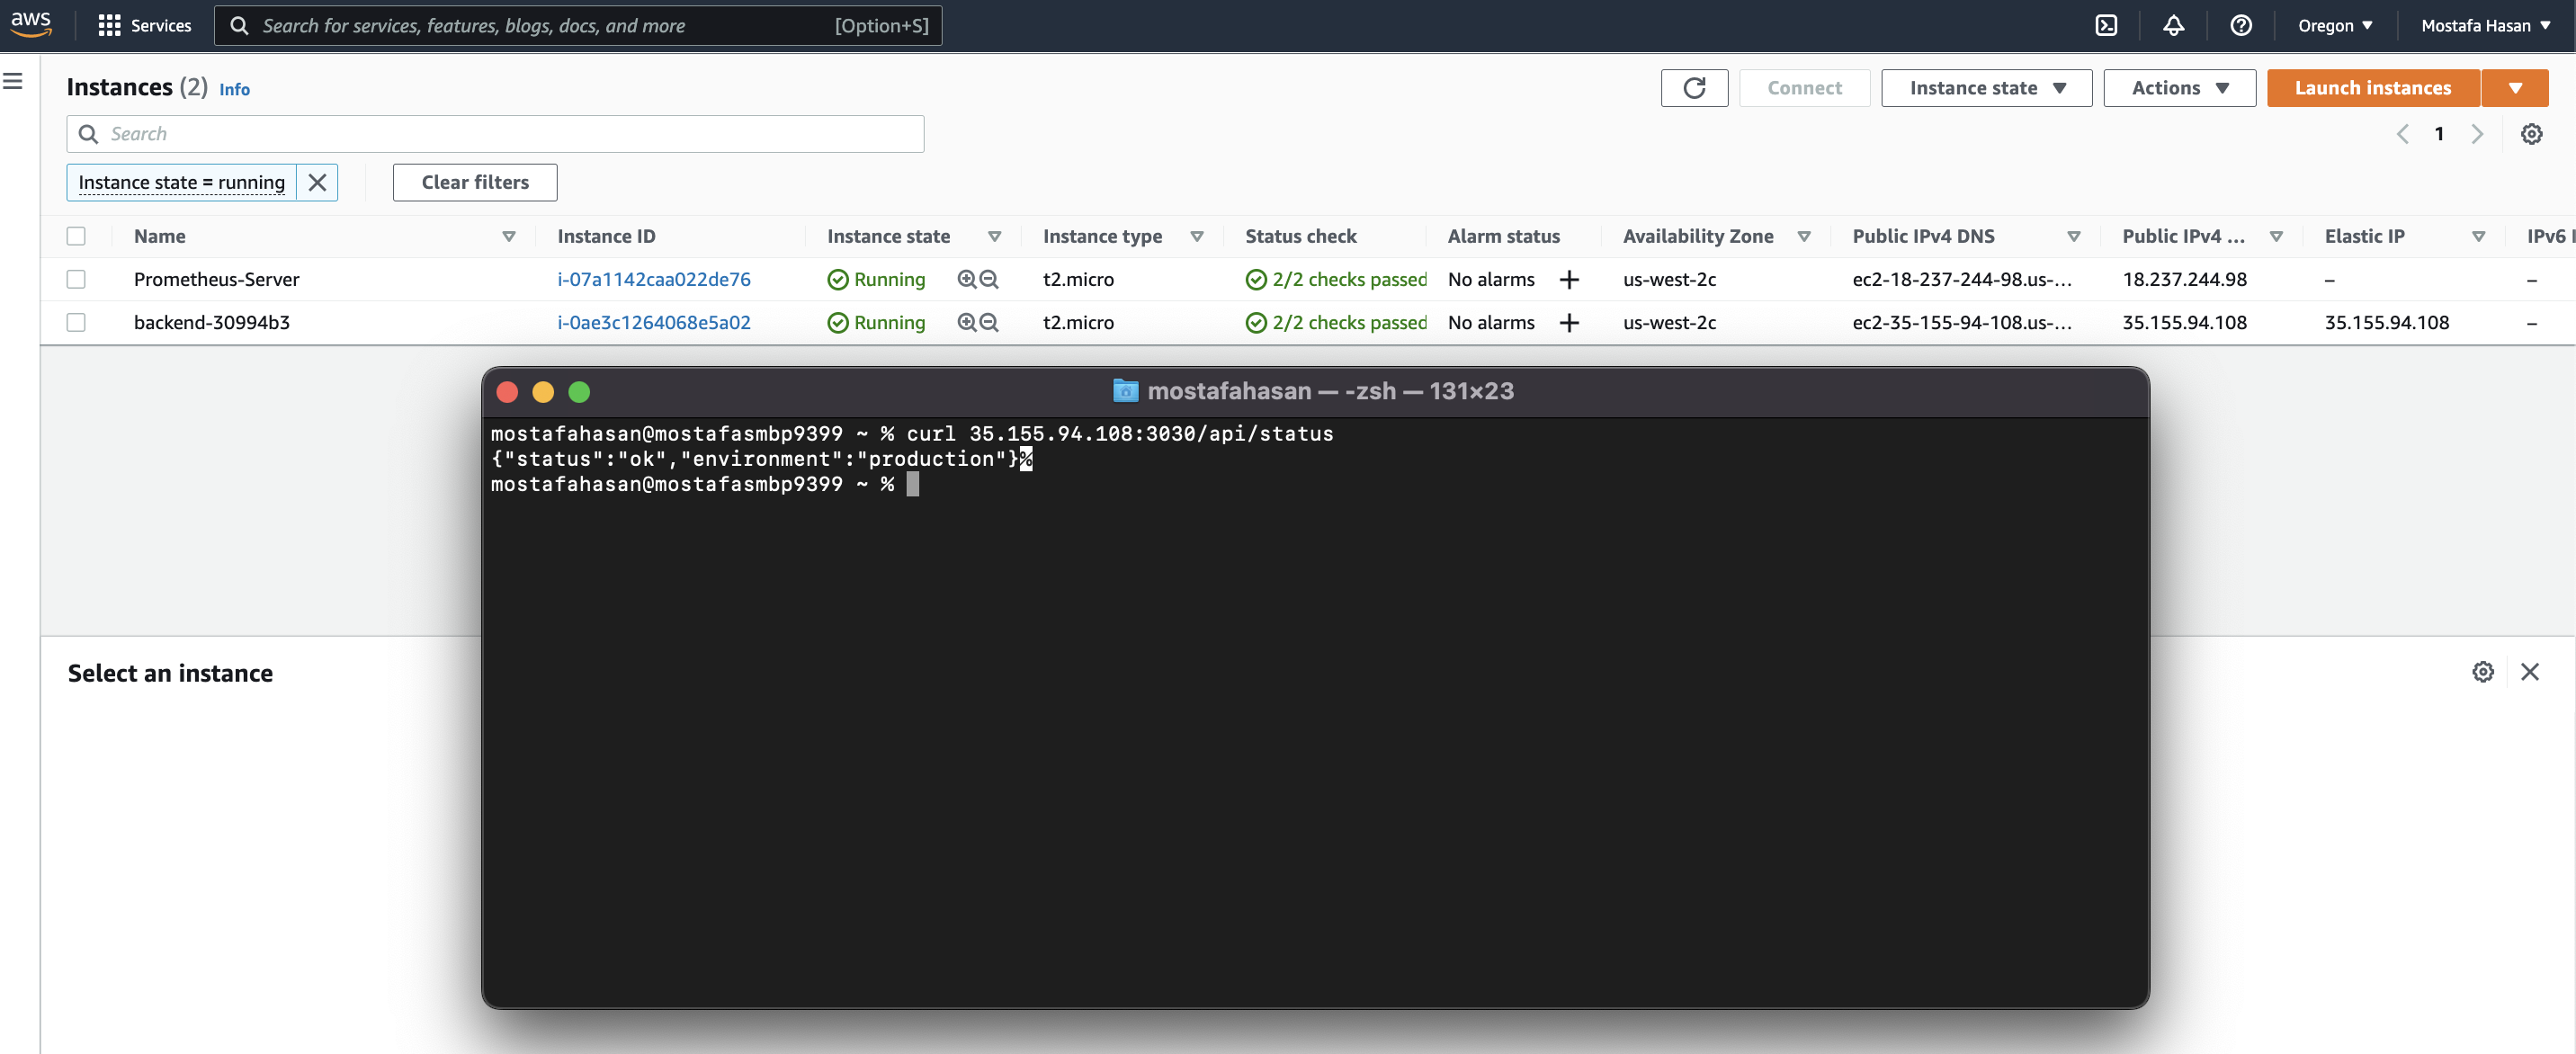 aws Services Search for services, features, blogs, docs, and more [Option+S] Oregon Mostafa Hasan
Instances (2) Info Connect Instance state Actions Launch instances
Search 1
Instance state = running Clear filters
Name Instance ID Instance state Instance type Status check Alarm status Availability Zone Public IPv4 DNS Public IPv4 ... Elastic IP IPv6 I
Prometheus-Server i-07a1142caa022de76 Running t2.micro 2/2 checks passed No alarms + us-west-2c ec2-18-237-244-98.us-... 18.237.244.98 – –
backend-30994b3 i-0ae3c1264068e5a02 Running t2.micro 2/2 checks passed No alarms + us-west-2c ec2-35-155-94-108.us-... 35.155.94.108 35.155.94.108 –
mostafahasan — -zsh — 131×23
mostafahasan@mostafasmbp9399 ~ % curl 35.155.94.108:3030/api/status
{"status":"ok","environment":"production"}%
mostafahasan@mostafasmbp9399 ~ %
Select an instance